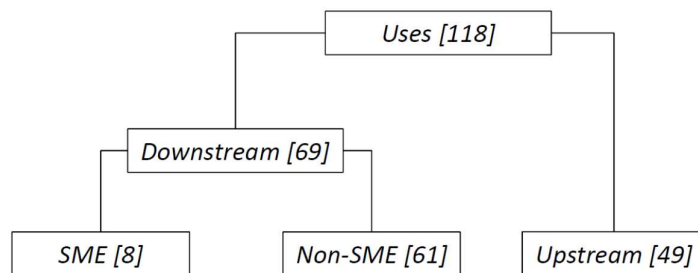 Uses [118]
Downstream [69]
SME [8]
Non-SME [61]
Upstream [49]